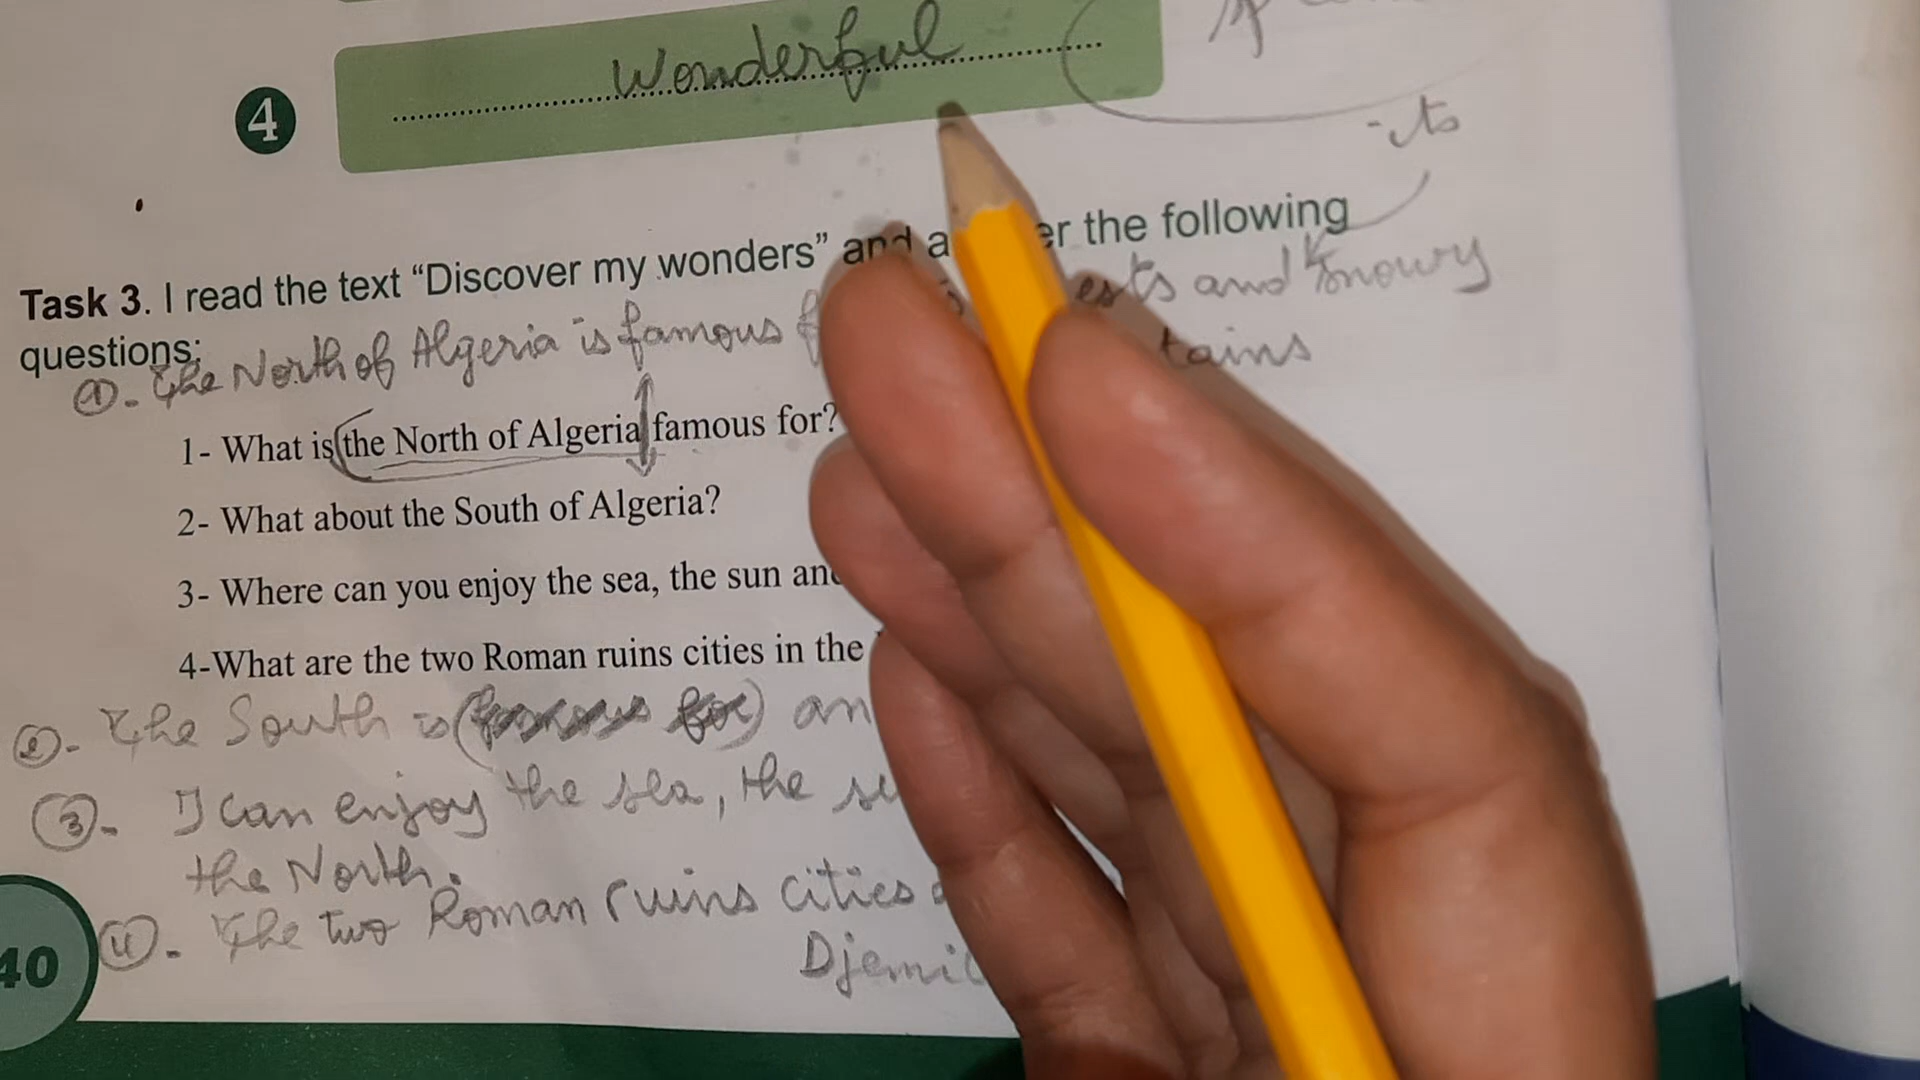 wonderful
4
-its
Task 3. I read the text “Discover my wonders” and er the following
questions:
ests and snowy
①- The North of Algeria is famous
tains
1- What is the North of Algeria famous for?
2- What about the South of Algeria?
3- Where can you enjoy the sea, the sun and
4-What are the two Roman ruins cities in the
②- The South is
③- I can enjoy the sea, the
the North.
④- The two Roman ruins cities
Djemil
40